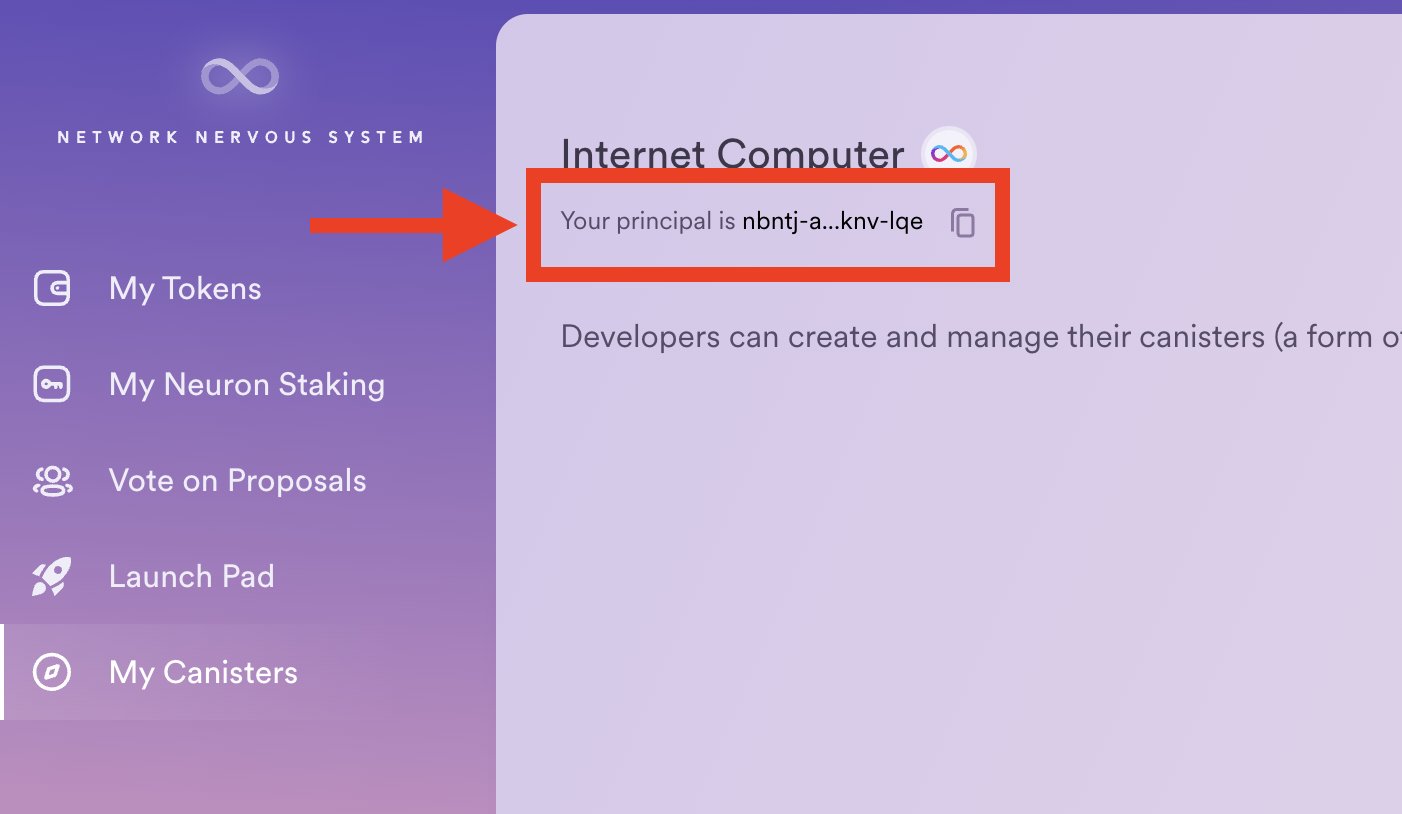 NETWORK NERVOUS SYSTEM
My Tokens
My Neuron Staking
Vote on Proposals
Launch Pad
My Canisters
Internet Computer
Your principal is nbntj-a...knv-lqe
Developers can create and manage their canisters (a form of